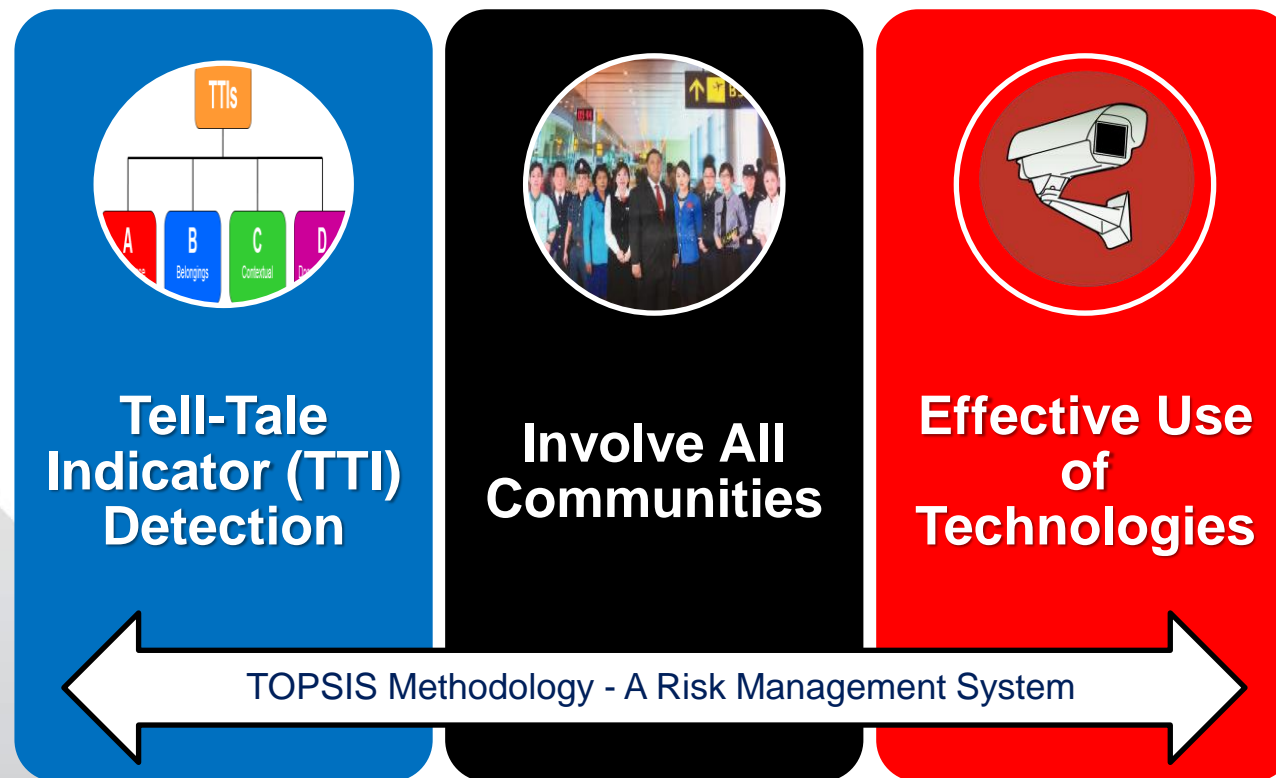 TTIs
A
B
C
D
Belongings
Contextual
Tell-Tale
Indicator (TTI)
Detection
Involve All
Communities
Effective Use
of
Technologies
TOPSIS Methodology - A Risk Management System